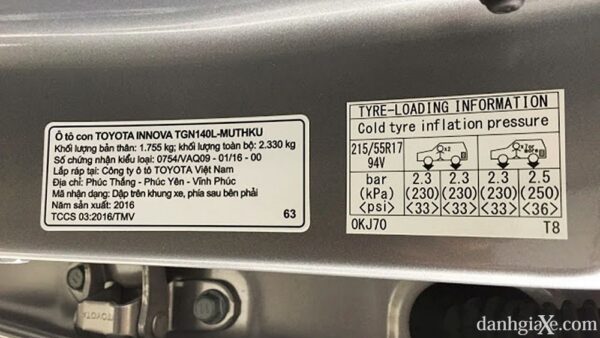 Ô tô con TOYOTA INNOVA TGN140L-MUTHKU
Khối lượng bản thân: 1.755 kg; khối lượng toàn bộ: 2.330 kg
Số chứng nhận kiểu loại: 0754/VAQ09 - 01/16 - 00
Lắp ráp tại: Công ty ô tô TOYOTA Việt Nam
Địa chỉ: Phúc Thắng - Phúc Yên - Vĩnh Phúc
Mã nhận dạng: Dập trên khung xe, phía sau bên phải
Năm sản xuất: 2016
TCCS 03:2016/TMV 63
TYRE-LOADING INFORMATION
Cold tyre inflation pressure
215/55R17
94V
x2
bar 2.3 2.3 2.3 2.5
(kPa) (230) (230) (230) (250)
<psi> <33> <33> <33> <36>
0KJ70 T8
TOYOTA
danhgiaXe.com